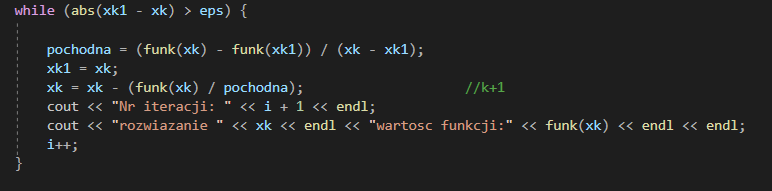 while (abs(xk1 - xk) > eps) {
pochodna = (funk(xk) - funk(xk1)) / (xk - xk1);
xk1 = xk;
xk = xk - (funk(xk) / pochodna); //k+1
cout << "Nr iteracji: " << i + 1 << endl;
cout << "rozwiazanie " << xk << endl << "wartosc funkcji:" << funk(xk) << endl << endl;
i++;
}